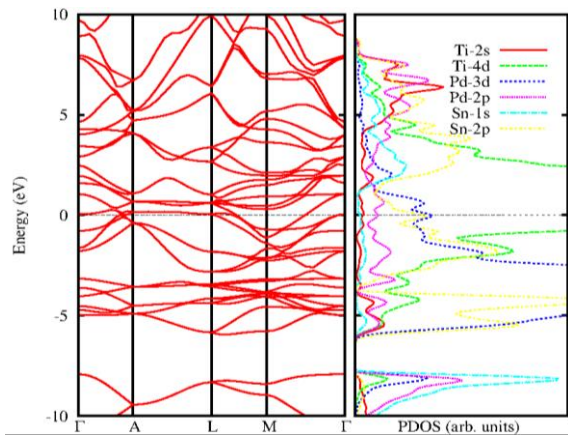 10
5
0
-5
-10
Energy (eV)
Γ A L M Γ
Ti-2s
Ti-4d
Pd-3d
Pd-2p
Sn-1s
Sn-2p
PDOS (arb. units)